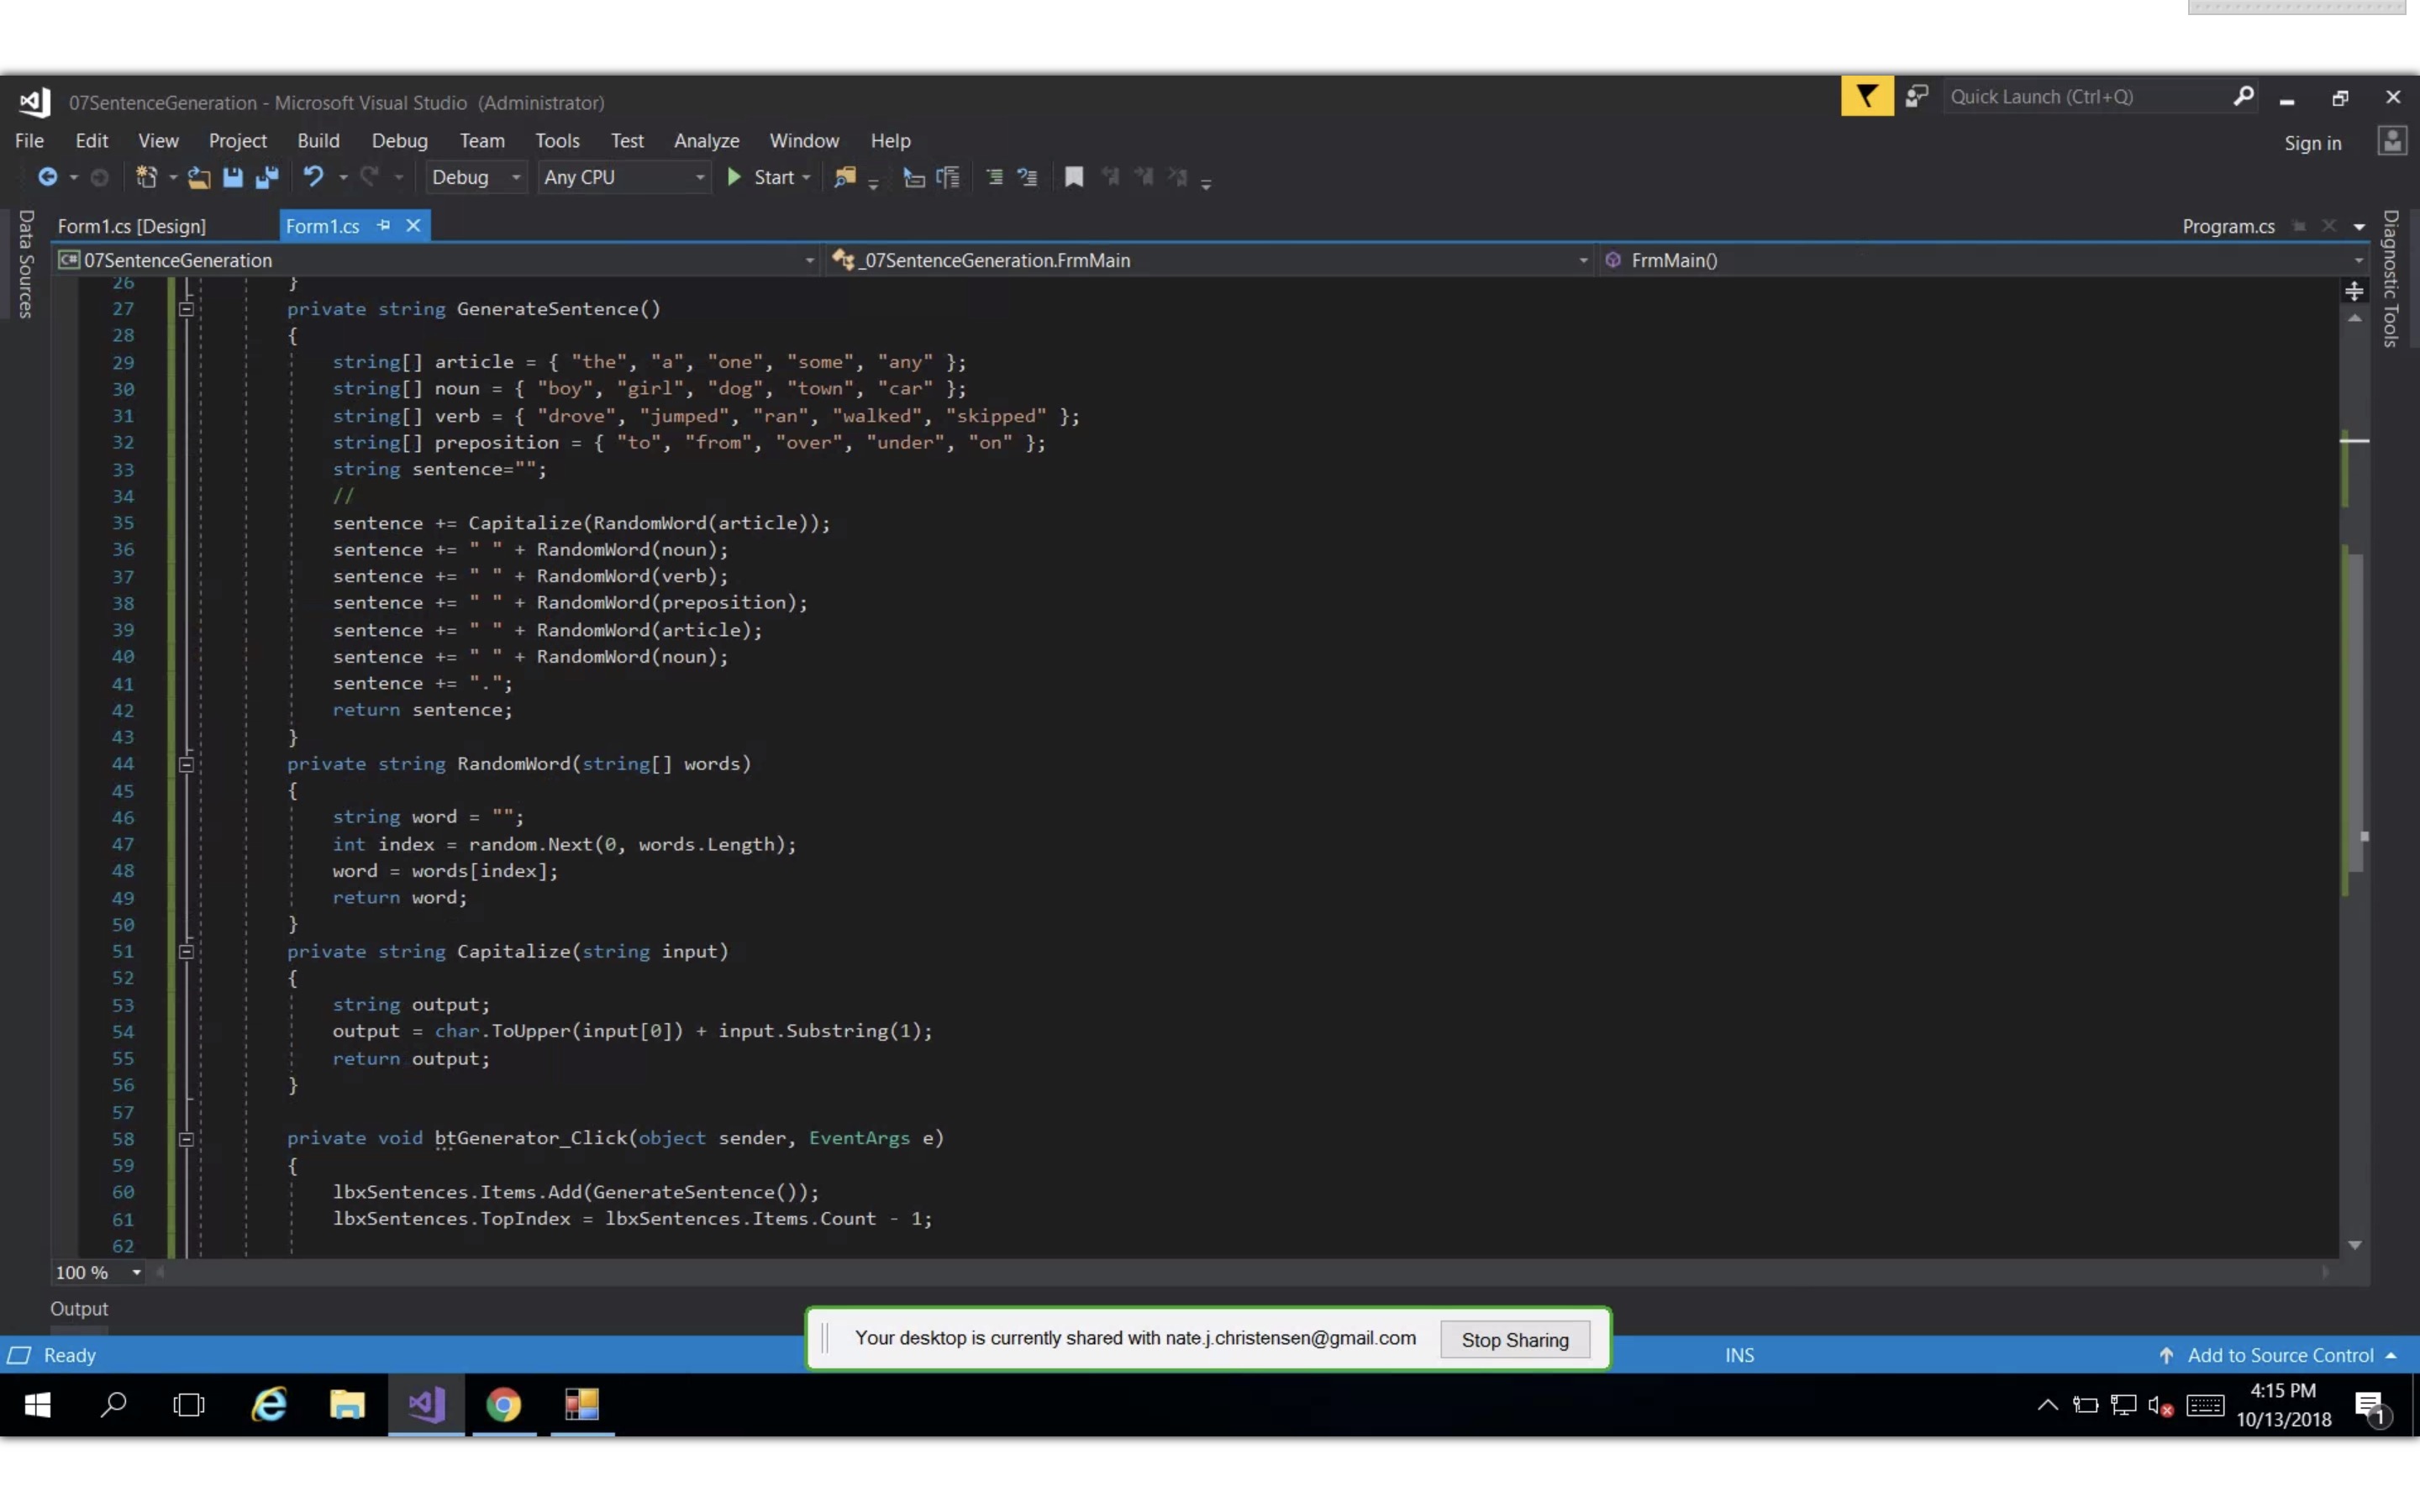 07SentenceGeneration - Microsoft Visual Studio (Administrator)
Quick Launch (Ctrl+Q)
File Edit View Project Build Debug Team Tools Test Analyze Window Help
Sign in
Debug Any CPU Start
Data Sources
Form1.cs [Design] Form1.cs
Program.cs
Diagnostic Tools
C# 07SentenceGeneration _07SentenceGeneration.FrmMain FrmMain()
26 }
27 private string GenerateSentence()
28 {
29 string[] article = { "the", "a", "one", "some", "any" };
30 string[] noun = { "boy", "girl", "dog", "town", "car" };
31 string[] verb = { "drove", "jumped", "ran", "walked", "skipped" };
32 string[] preposition = { "to", "from", "over", "under", "on" };
33 string sentence="";
34 //
35 sentence += Capitalize(RandomWord(article));
36 sentence += " " + RandomWord(noun);
37 sentence += " " + RandomWord(verb);
38 sentence += " " + RandomWord(preposition);
39 sentence += " " + RandomWord(article);
40 sentence += " " + RandomWord(noun);
41 sentence += ".";
42 return sentence;
43 }
44 private string RandomWord(string[] words)
45 {
46 string word = "";
47 int index = random.Next(0, words.Length);
48 word = words[index];
49 return word;
50 }
51 private string Capitalize(string input)
52 {
53 string output;
54 output = char.ToUpper(input[0]) + input.Substring(1);
55 return output;
56 }
57
58 private void btGenerator_Click(object sender, EventArgs e)
59 {
60 lbxSentences.Items.Add(GenerateSentence());
61 lbxSentences.TopIndex = lbxSentences.Items.Count - 1;
62
100 %
Output
Your desktop is currently shared with nate.j.christensen@gmail.com Stop Sharing
Ready INS Add to Source Control
4:15 PM
10/13/2018
1